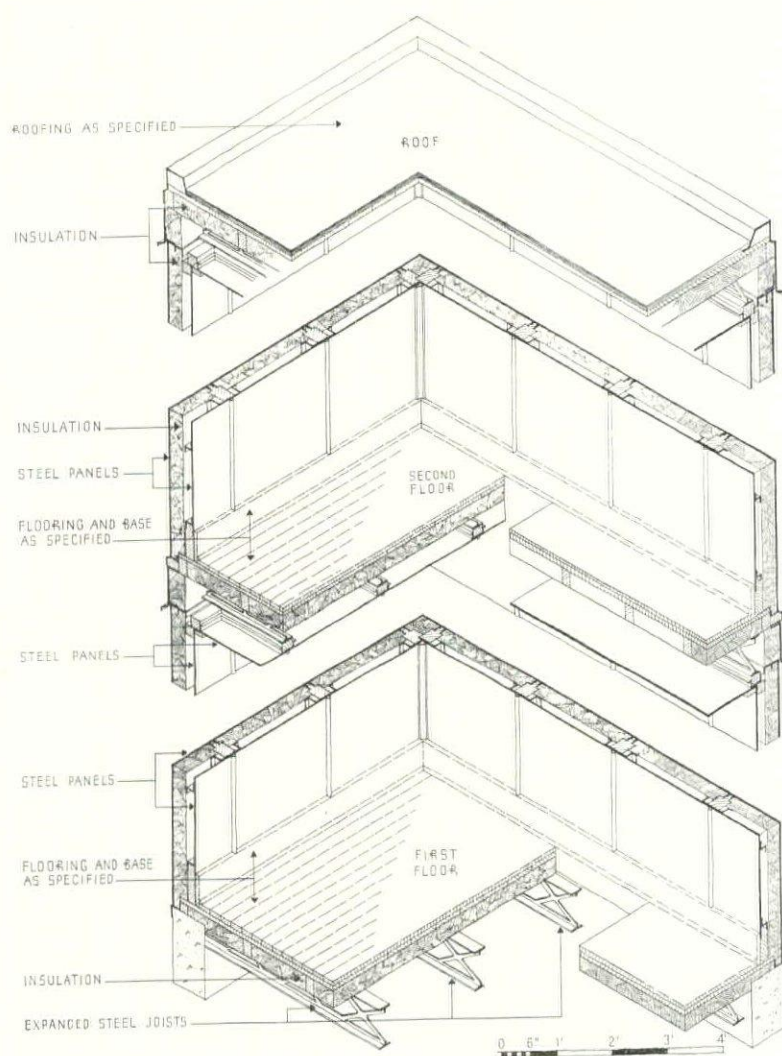 ROOFING AS SPECIFIED
ROOF
INSULATION
INSULATION
STEEL PANELS
SECOND
FLOOR
FLOORING AND BASE
AS SPECIFIED
STEEL PANELS
STEEL PANELS
FIRST
FLOOR
FLOORING AND BASE
AS SPECIFIED
INSULATION
EXPANDED STEEL JOISTS
0 6" 1' 2' 3' 4'